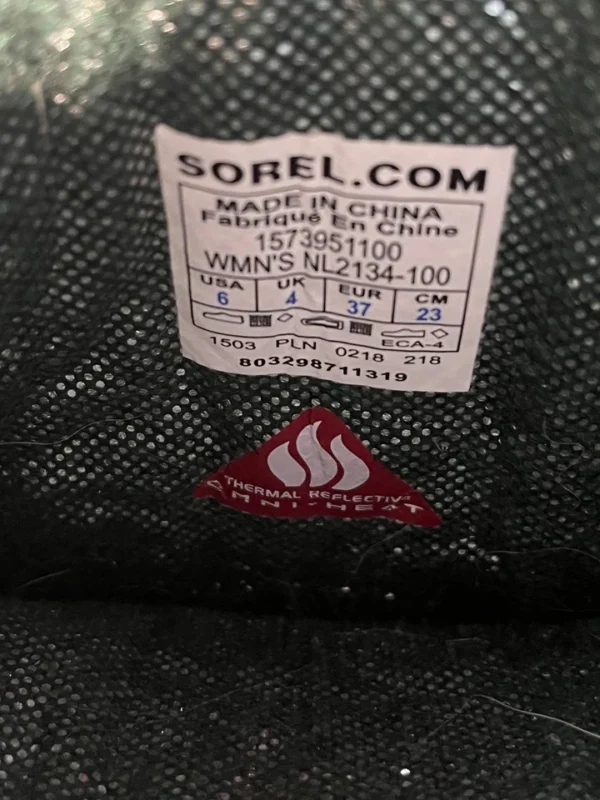 SOREL.COM
MADE IN CHINA
Fabriqué En Chine
1573951100
WMN'S NL2134-100
USA UK EUR CM
6 4 37 23
ECA-4
1503 PLN 0218 218
803298711319
THERMAL REFLECTIVE
OMNI-HEAT